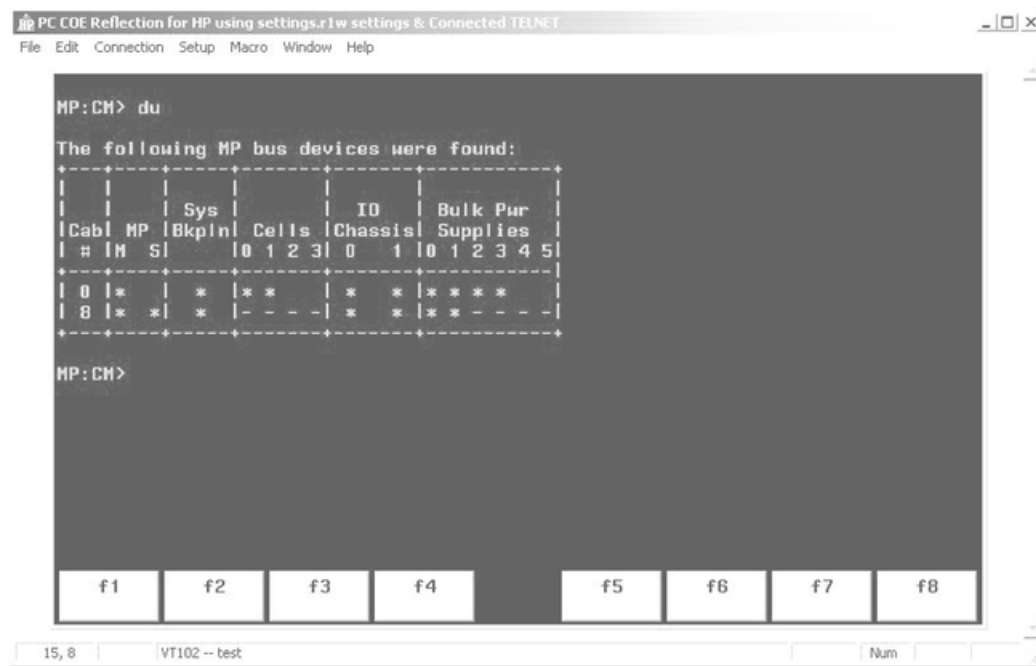 PC COE Reflection for HP using settings.r1w settings & Connected TELNET
File Edit Connection Setup Macro Window Help
MP:CM> du
The following MP bus devices were found:
+----+-----+-------+---------+---------+-------------+
|    |     |       |         |         |             |
|    |     |  Sys  |         |   IO    |  Bulk Pwr   |
|Cab|  MP |Bkpln|  Cells  |Chassis|  Supplies   |
| # |M  S|     |0 1 2 3| 0   1 |0 1 2 3 4 5|
+----+-----+-------+---------+---------+-------------|
| 0 |*    |  *  |* *     | *   * |* * * *
| 8 |*  *|  *  |- - - -| *   * |* * - - - -|
+----+-----+-------+---------+---------+-------------+
MP:CM>
f1 f2 f3 f4 f5 f6 f7 f8
15, 8 VT102 -- test Num